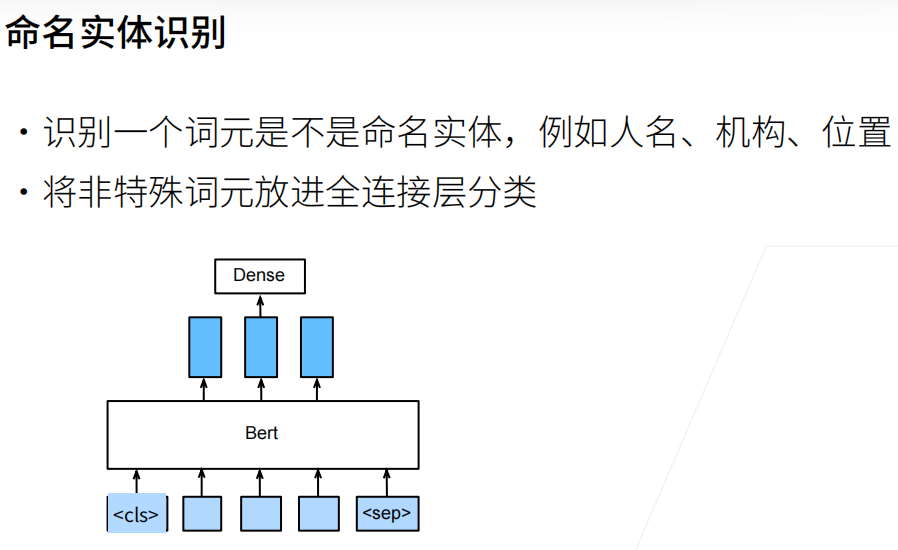 命名实体识别
• 识别一个词元是不是命名实体，例如人名、机构、位置
• 将非特殊词元放进全连接层分类
Dense
Bert
<cls>
<sep>